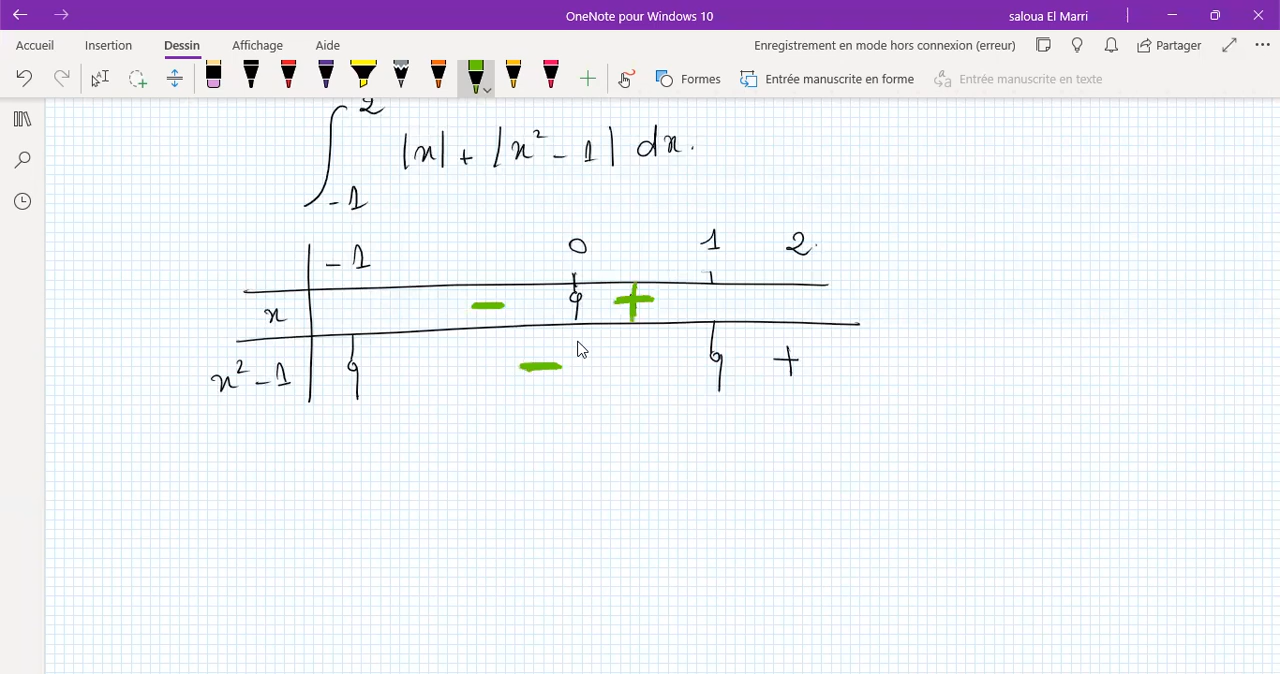 OneNote pour Windows 10
saloua El Marri
Accueil Insertion Dessin Affichage Aide
Enregistrement en mode hors connexion (erreur) Partager
Formes Entrée manuscrite en forme Entrée manuscrite en texte
∫_{-1}^{2} |x| + |x² - 1| dx.
-1 0 1 2
x - 0 +
x² - 1 0 - 0 +